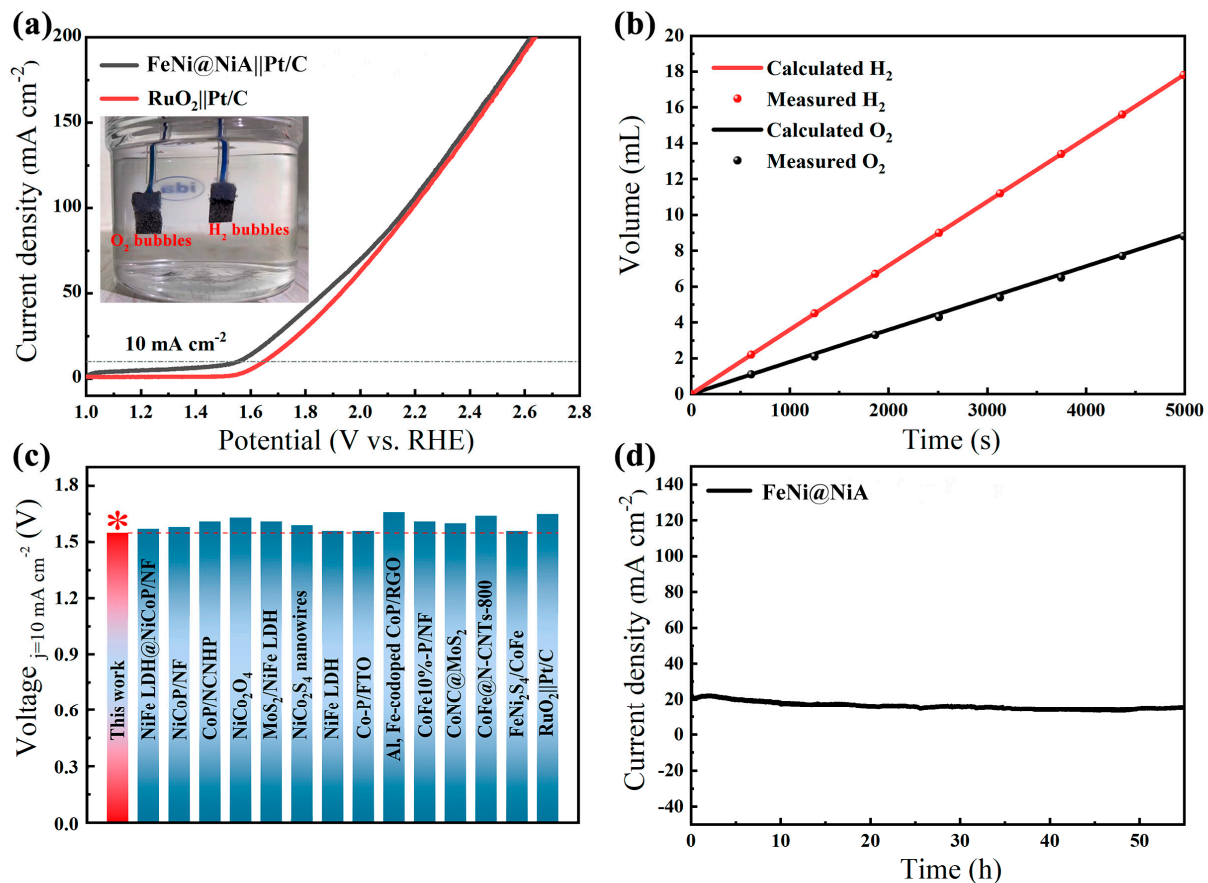 (a)
200
150
100
50
0
Current density (mA cm⁻²)
FeNi@NiA||Pt/C
RuO₂||Pt/C
ida
O₂ bubbles
H₂ bubbles
10 mA cm⁻²
1.0 1.2 1.4 1.6 1.8 2.0 2.2 2.4 2.6 2.8
Potential (V vs. RHE)
(b)
20
18
16
14
12
10
8
6
4
2
0
Volume (mL)
Calculated H₂
Measured H₂
Calculated O₂
Measured O₂
0 1000 2000 3000 4000 5000
Time (s)
(c)
1.8
1.5
1.2
0.9
0.6
0.3
0.0
Voltage j=10 mA cm⁻² (V)
*
This work
NiFe LDH@NiCoP/NF
NiCoP/NF
CoP/NCNHP
NiCo₂O₄
MoS₂/NiFe LDH
NiCo₂S₄ nanowires
NiFe LDH
Co-P/FTO
Al, Fe-codoped CoP/RGO
CoFe10%-P/NF
CoNC@MoS₂
CoFe@N-CNTs-800
FeNi₂S₄/CoFe
RuO₂||Pt/C
(d)
140
120
100
80
60
40
20
0
-20
-40
Current density (mA cm⁻²)
FeNi@NiA
0 10 20 30 40 50
Time (h)